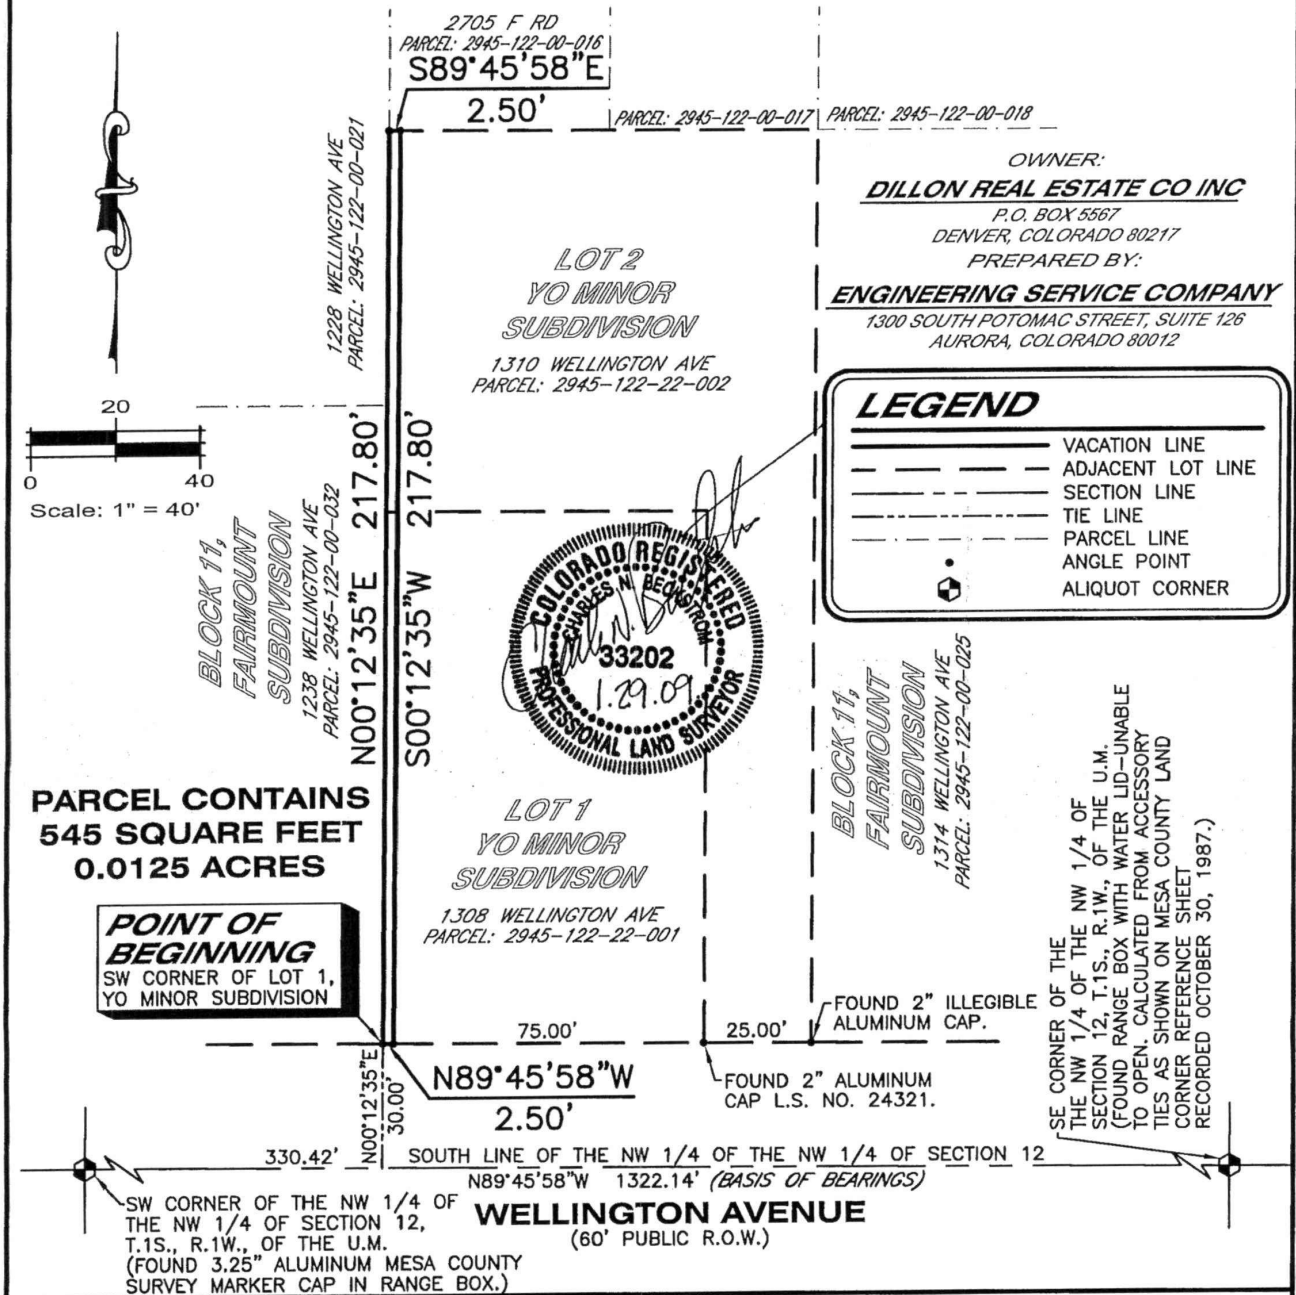 2705 F RD
PARCEL: 2945-122-00-016
S89°45'58"E
2.50'
PARCEL: 2945-122-00-017
PARCEL: 2945-122-00-018
1228 WELLINGTON AVE
PARCEL: 2945-122-00-021
OWNER:
DILLON REAL ESTATE CO INC
P.O. BOX 5567
DENVER, COLORADO 80217
PREPARED BY:
ENGINEERING SERVICE COMPANY
1300 SOUTH POTOMAC STREET, SUITE 126
AURORA, COLORADO 80012
LOT 2
YO MINOR
SUBDIVISION
1310 WELLINGTON AVE
PARCEL: 2945-122-22-002
20
0
40
Scale: 1" = 40'
LEGEND
VACATION LINE
ADJACENT LOT LINE
SECTION LINE
TIE LINE
PARCEL LINE
ANGLE POINT
ALIQUOT CORNER
BLOCK 11,
FAIRMOUNT
SUBDIVISION
1238 WELLINGTON AVE
PARCEL: 2945-122-00-032
N00°12'35"E 217.80'
S00°12'35"W 217.80'
COLORADO REGISTERED
CHARLES N. BECKSTROM
33202
1.29.09
PROFESSIONAL LAND SURVEYOR
BLOCK 11,
FAIRMOUNT
SUBDIVISION
1314 WELLINGTON AVE
PARCEL: 2945-122-00-025
PARCEL CONTAINS
545 SQUARE FEET
0.0125 ACRES
LOT 1
YO MINOR
SUBDIVISION
1308 WELLINGTON AVE
PARCEL: 2945-122-22-001
POINT OF
BEGINNING
SW CORNER OF LOT 1,
YO MINOR SUBDIVISION
SE CORNER OF THE
THE NW 1/4 OF THE NW 1/4 OF
SECTION 12, T.1S., R.1W., OF THE U.M.
(FOUND RANGE BOX WITH WATER LID-UNABLE
TO OPEN. CALCULATED FROM ACCESSORY
TIES AS SHOWN ON MESA COUNTY LAND
CORNER REFERENCE SHEET
RECORDED OCTOBER 30, 1987.)
FOUND 2" ILLEGIBLE
ALUMINUM CAP.
75.00'
25.00'
N89°45'58"W
2.50'
FOUND 2" ALUMINUM
CAP L.S. NO. 24321.
N00°12'35"E
30.00'
330.42'
SOUTH LINE OF THE NW 1/4 OF THE NW 1/4 OF SECTION 12
N89°45'58"W 1322.14' (BASIS OF BEARINGS)
WELLINGTON AVENUE
(60' PUBLIC R.O.W.)
SW CORNER OF THE NW 1/4 OF
THE NW 1/4 OF SECTION 12,
T.1S., R.1W., OF THE U.M.
(FOUND 3.25" ALUMINUM MESA COUNTY
SURVEY MARKER CAP IN RANGE BOX.)